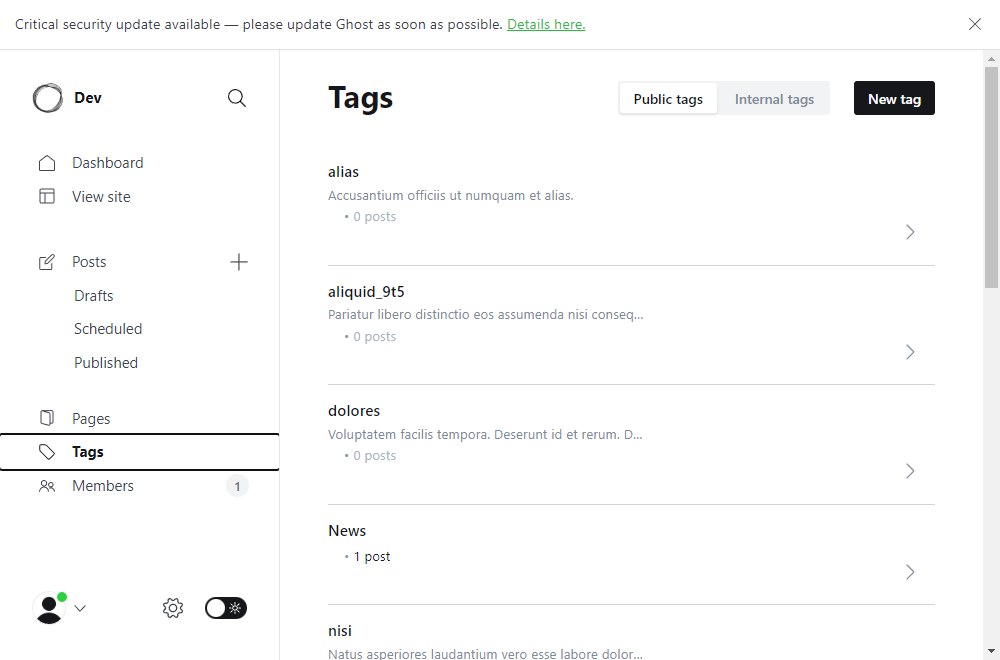 Critical security update available — please update Ghost as soon as possible. Details here.
Dev
Dashboard
View site
Posts
Drafts
Scheduled
Published
Pages
Tags
Members
1
Tags
Public tags
Internal tags
New tag
alias
Accusantium officiis ut numquam et alias.
• 0 posts
aliquid_9t5
Pariatur libero distinctio eos assumenda nisi conseq...
• 0 posts
dolores
Voluptatem facilis tempora. Deserunt id et rerum. D...
• 0 posts
News
• 1 post
nisi
Natus asperiores laudantium vero esse labore dolor...